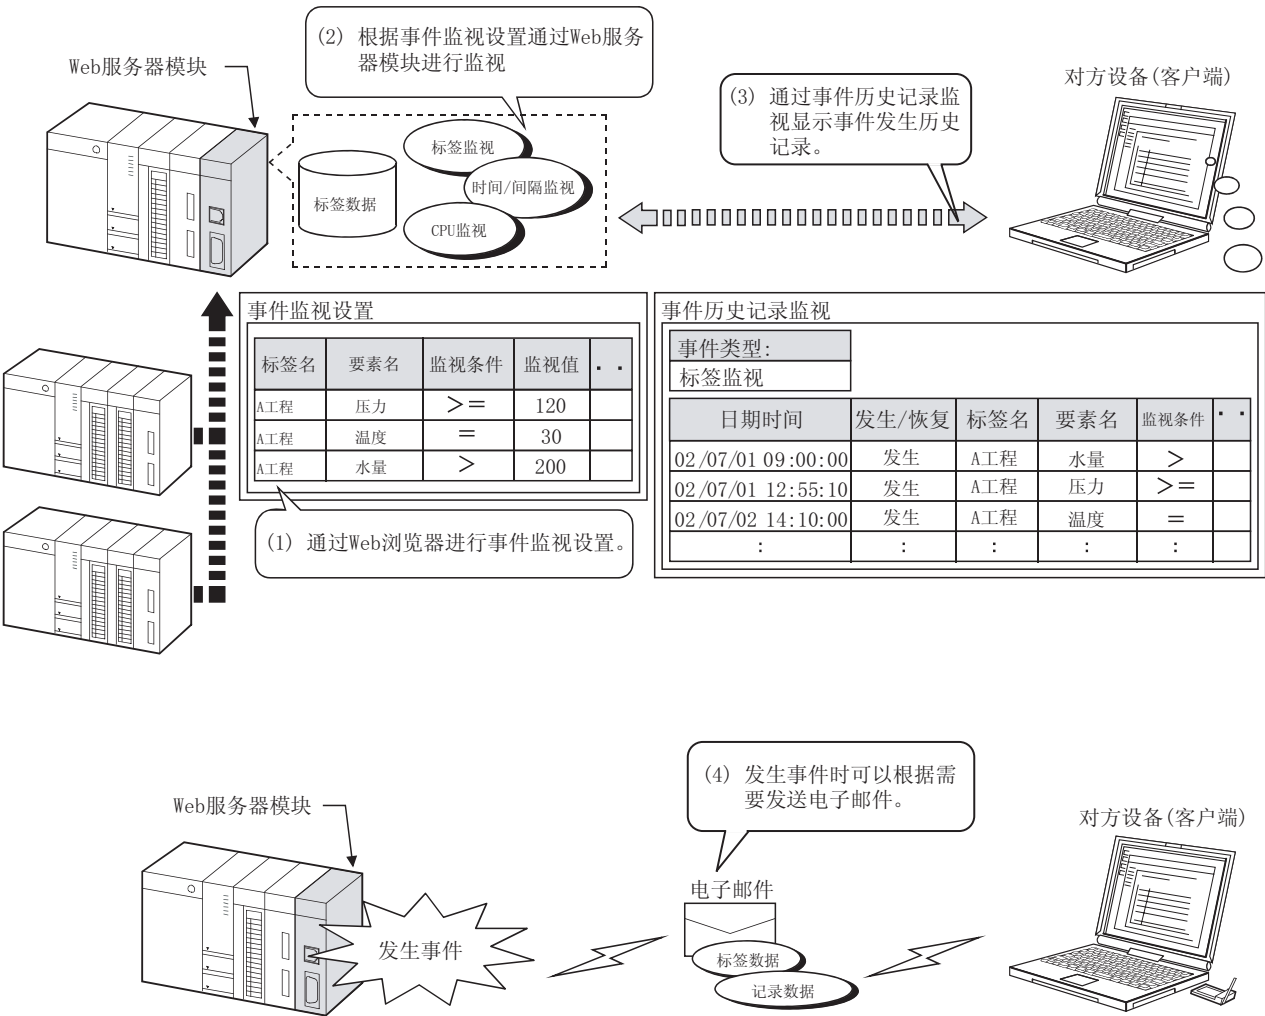 (2) 根据事件监视设置通过Web服务
器模块进行监视
Web服务器模块
(3) 通过事件历史记录监
视显示事件发生历史
记录。
对方设备(客户端)
标签监视
时间/间隔监视
标签数据
CPU监视
事件监视设置
标签名 要素名 监视条件 监视值 ・・
A工程 压力 >= 120
A工程 温度 = 30
A工程 水量 > 200
(1) 通过Web浏览器进行事件监视设置。
事件历史记录监视
事件类型:
标签监视
日期时间 发生/恢复 标签名 要素名 监视条件 ・・
02/07/01 09:00:00 发生 A工程 水量 >
02/07/01 12:55:10 发生 A工程 压力 >=
02/07/02 14:10:00 发生 A工程 温度 =
: : : : :
(4) 发生事件时可以根据需
要发送电子邮件。
Web服务器模块
对方设备(客户端)
电子邮件
发生事件
标签数据
记录数据